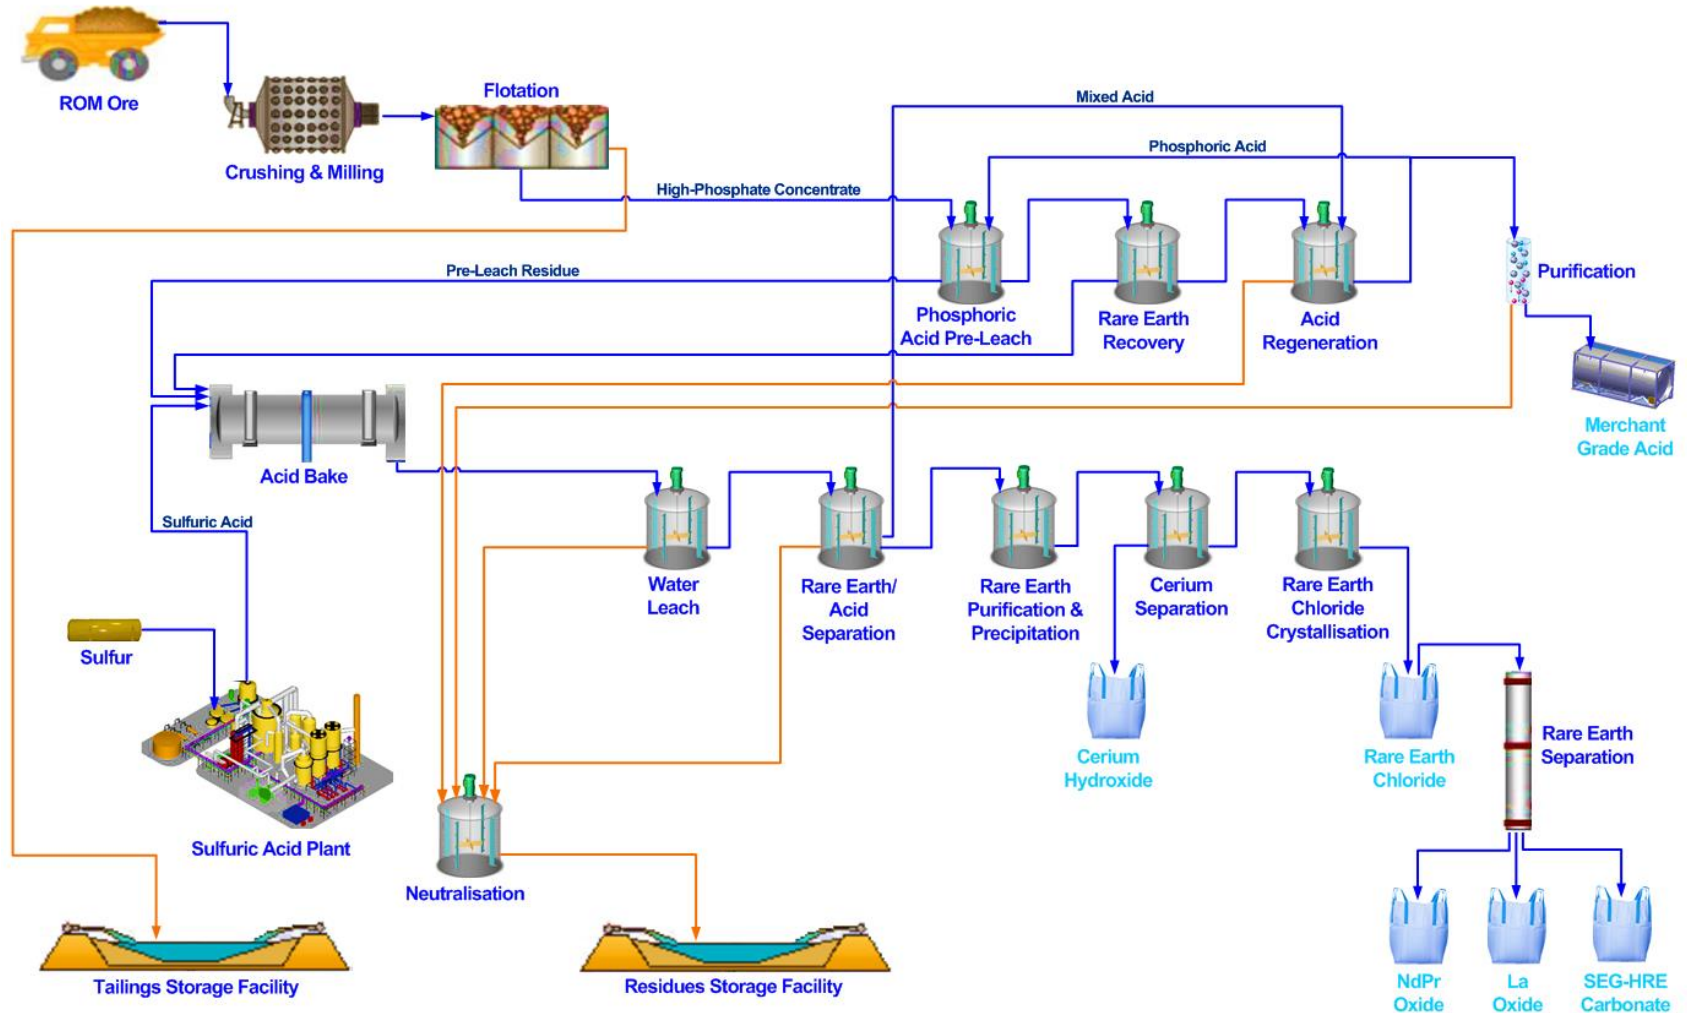 ROM Ore
Crushing & Milling
Flotation
Mixed Acid
Phosphoric Acid
High-Phosphate Concentrate
Pre-Leach Residue
Phosphoric
Acid Pre-Leach
Rare Earth
Recovery
Acid
Regeneration
Purification
Merchant
Grade Acid
Acid Bake
Sulfuric Acid
Water
Leach
Rare Earth/
Acid
Separation
Rare Earth
Purification &
Precipitation
Cerium
Separation
Rare Earth
Chloride
Crystallisation
Sulfur
Sulfuric Acid Plant
Cerium
Hydroxide
Rare Earth
Chloride
Rare Earth
Separation
Neutralisation
Tailings Storage Facility
Residues Storage Facility
NdPr
Oxide
La
Oxide
SEG-HRE
Carbonate